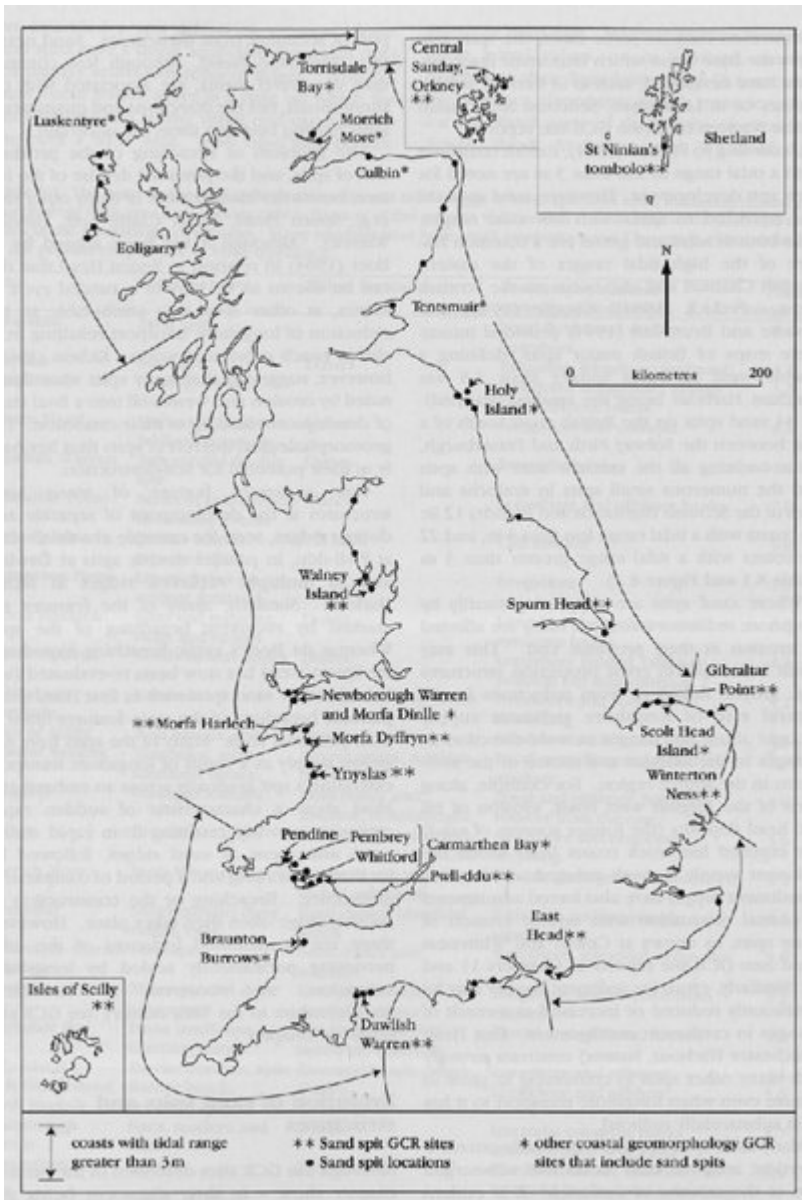 Torrisdale
Bay*
Central
Sanday,
Orkney
**
Luskentyre*
Morrich
More*
Shetland
St Ninian's
tombolo**
Culbin*
Eoligarry*
N
Tentsmuir*
0
200
kilometres
Holy
Island*
Walney
Island
**
Spurn Head**
Gibraltar
Point**
Newborough Warren
and Morfa Dinlle*
**Morfa Harlech
Morfa Dyffryn**
Scolt Head
Island*
Ynyslas**
Winterton
Ness**
Pendine
Pembrey
Whitford
Carmarthen Bay*
Pwll-ddu**
Braunton
Burrows*
East
Head**
Isles of Scilly
**
Dawlish
Warren**
coasts with tidal range
greater than 3m
** Sand spit GCR sites
• Sand spit locations
* other coastal geomorphology GCR
sites that include sand spits